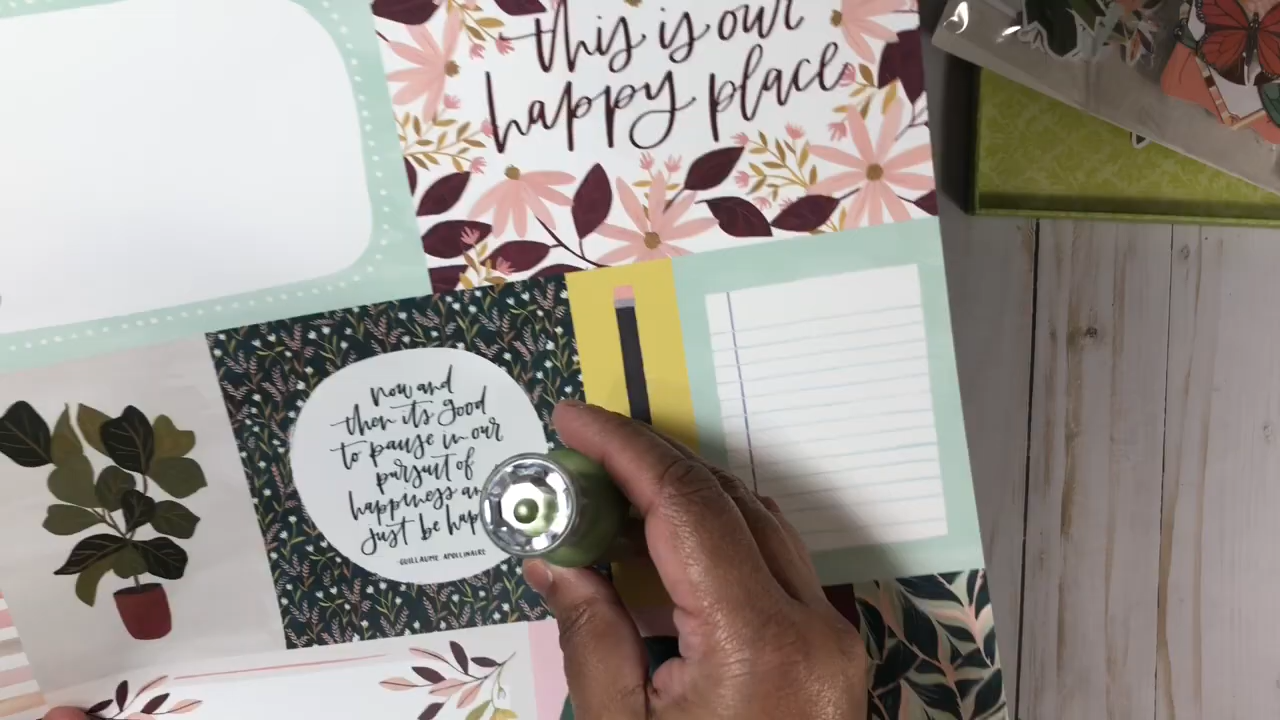 this is our
happy place
now and
then it's good
to pause in our
pursuit of
happiness an
just be hap
-GUILLAUME APOLLINAIRE